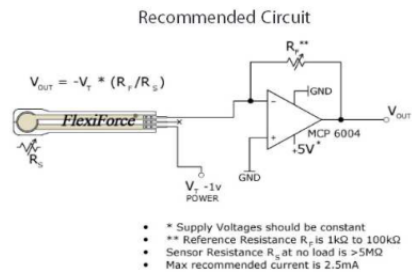 Recommended Circuit
R_F**
V_OUT = -V_T * (R_F/R_S)
GND
V_OUT
FlexiForce®
MCP 6004
+5V*
R_S
V_T -1v
POWER
GND
• * Supply Voltages should be constant
• ** Reference Resistance R_F is 1kΩ to 100kΩ
• Sensor Resistance R_S at no load is >5MΩ
• Max recommended current is 2.5mA